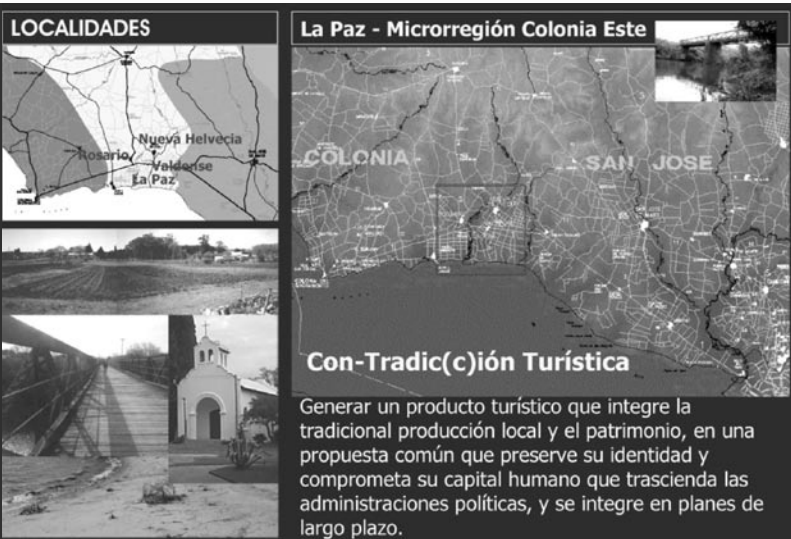 LOCALIDADES
Nueva Helvecia
Rosario
Valdense
La Paz
La Paz - Microrregión Colonia Este
COLONIA
SAN JOSE
Con-Tradic(c)ión Turística
Generar un producto turístico que integre la
tradicional producción local y el patrimonio, en una
propuesta común que preserve su identidad y
comprometa su capital humano que trascienda las
administraciones políticas, y se integre en planes de
largo plazo.